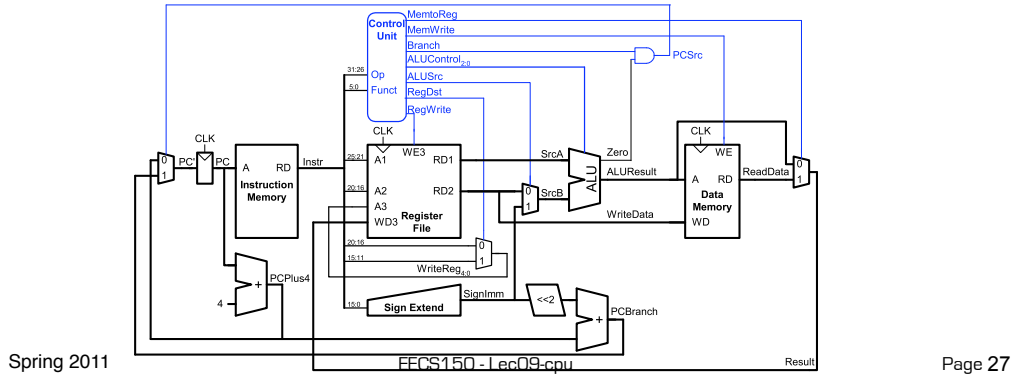 MemtoReg
Control
Unit
MemWrite
Branch
ALUControl2:0
PCSrc
31:26
Op
ALUSrc
5:0
Funct
RegDst
RegWrite
CLK
CLK
CLK
0
1
PC'
PC
A
RD
Instr
Instruction
Memory
25:21
A1
WE3
RD1
SrcA
Zero
WE
0
1
20:16
A2
RD2
0
1
SrcB
ALU
ALUResult
A
RD
ReadData
Data
Memory
A3
WD3
Register
File
WriteData
WD
20:16
0
15:11
1
WriteReg4:0
PCPlus4
+
4
SignImm
15:0
Sign Extend
<<2
+
PCBranch
Result
Spring 2011
EECS150 - Lec09-cpu
Page 27